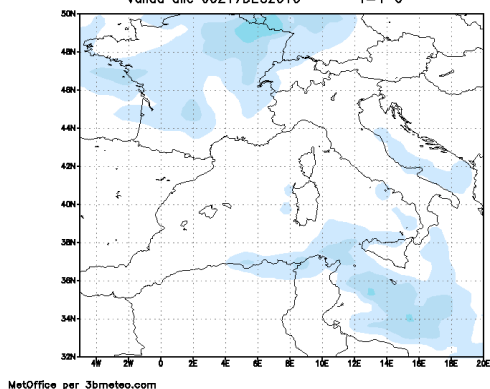 50N
48N
46N
44N
42N
40N
38N
36N
34N
32N
4W 2W 0 2E 4E 6E 8E 10E 12E 14E 16E 18E 20E
MetOffice per 3bmeteo.com